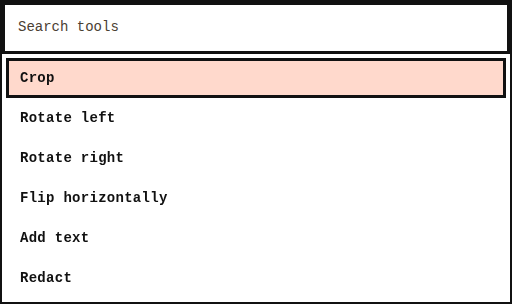 Search tools
Crop
Rotate left
Rotate right
Flip horizontally
Add text
Redact